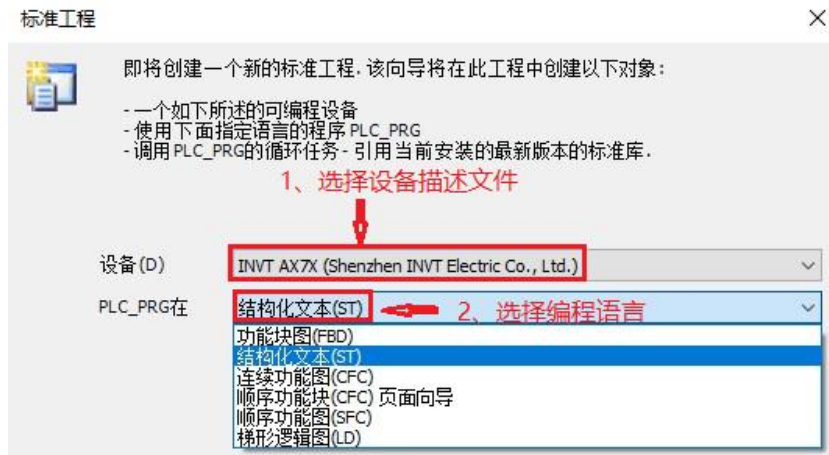 标准工程
即将创建一个新的标准工程.该向导将在此工程中创建以下对象:
-一个如下所述的可编程设备
-使用下面指定语言的程序PLC_PRG
-调用PLC_PRG的循环任务-引用当前安装的最新版本的标准库.
1、选择设备描述文件
设备(D)
INVT AX7X (Shenzhen INVT Electric Co., Ltd.)
PLC_PRG在
结构化文本(ST)
2、选择编程语言
功能块图(FBD)
结构化文本(ST)
连续功能图(CFC)
顺序功能块(CFC) 页面向导
顺序功能图(SFC)
梯形逻辑图(LD)